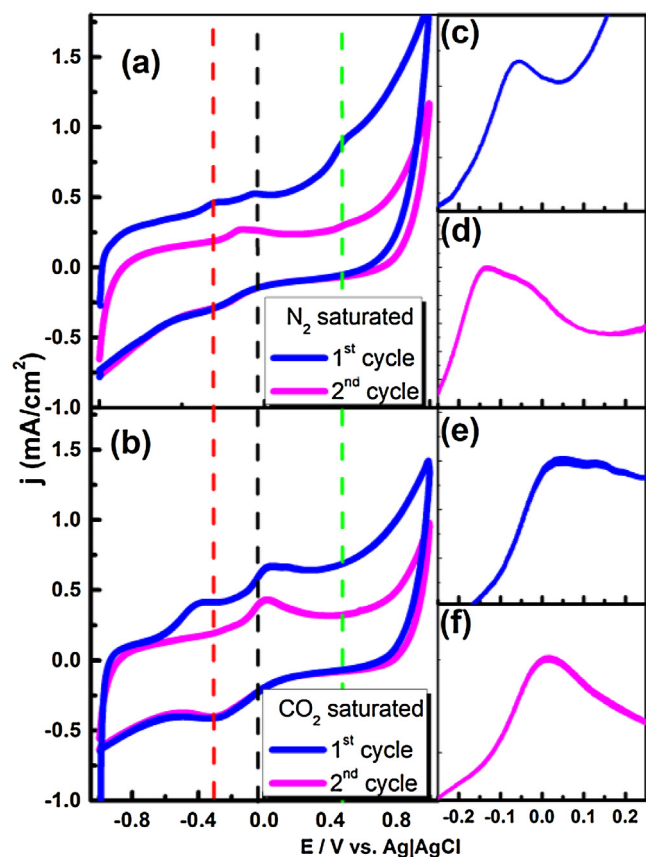 (a)
1.5
1.0
0.5
0.0
-0.5
-1.0
N2 saturated
1st cycle
2nd cycle
(b)
1.5
1.0
0.5
0.0
-0.5
-1.0
CO2 saturated
1st cycle
2nd cycle
j (mA/cm2)
-0.8 -0.4 0.0 0.4 0.8
E / V vs. Ag|AgCl
(c)
(d)
(e)
(f)
-0.2 -0.1 0.0 0.1 0.2